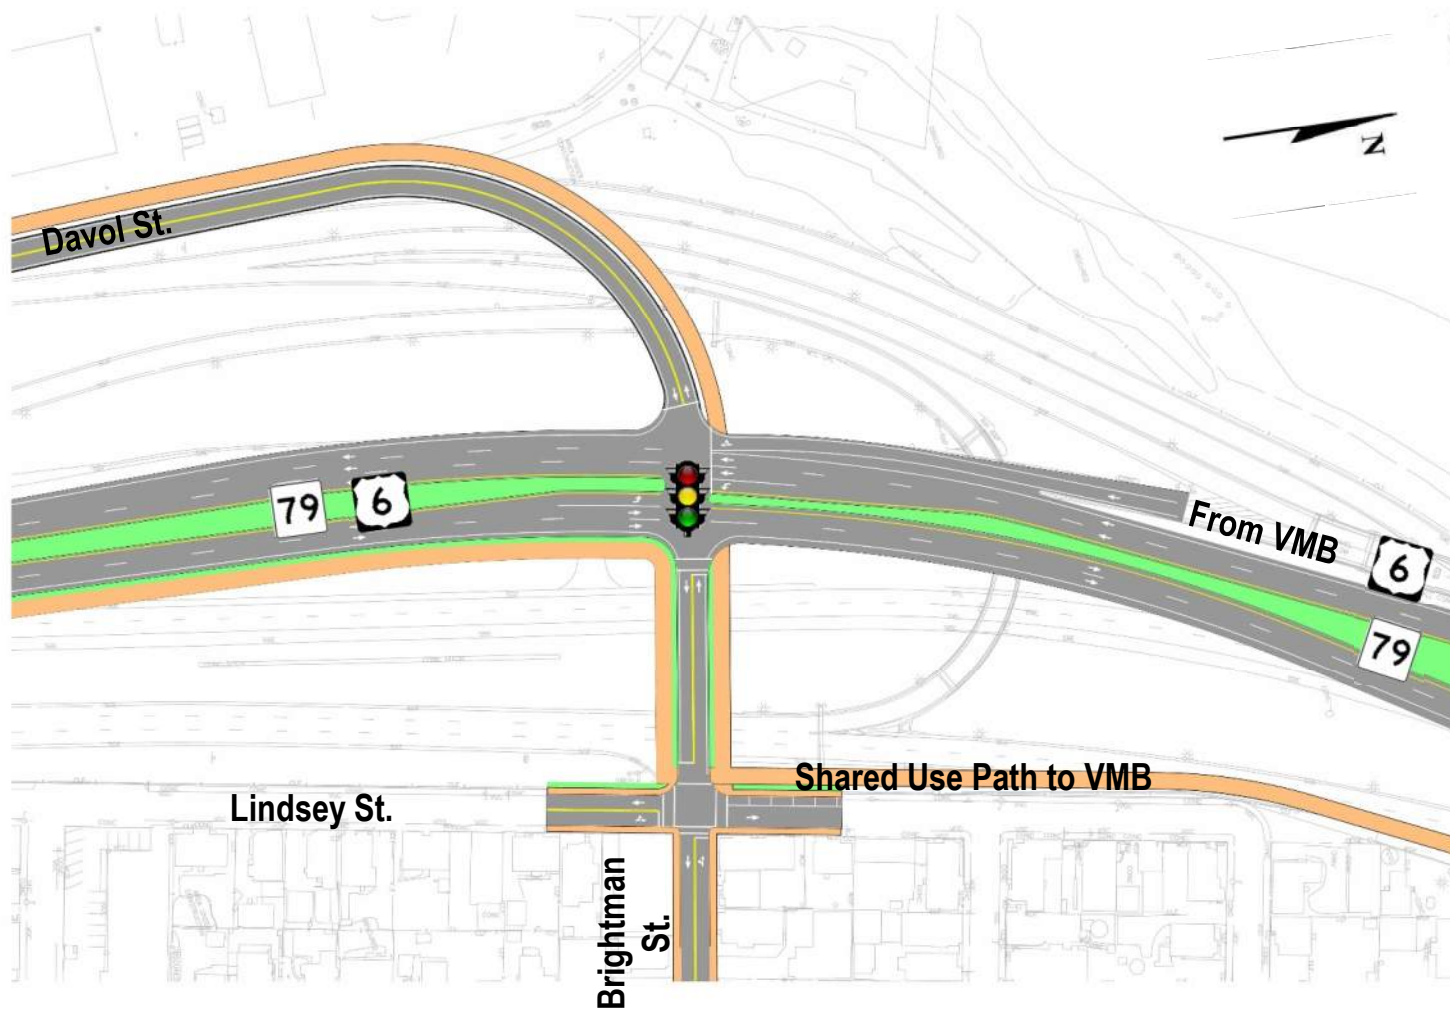 N
Davol St.
79
6
From VMB
6
79
Shared Use Path to VMB
Lindsey St.
Brightman
St.